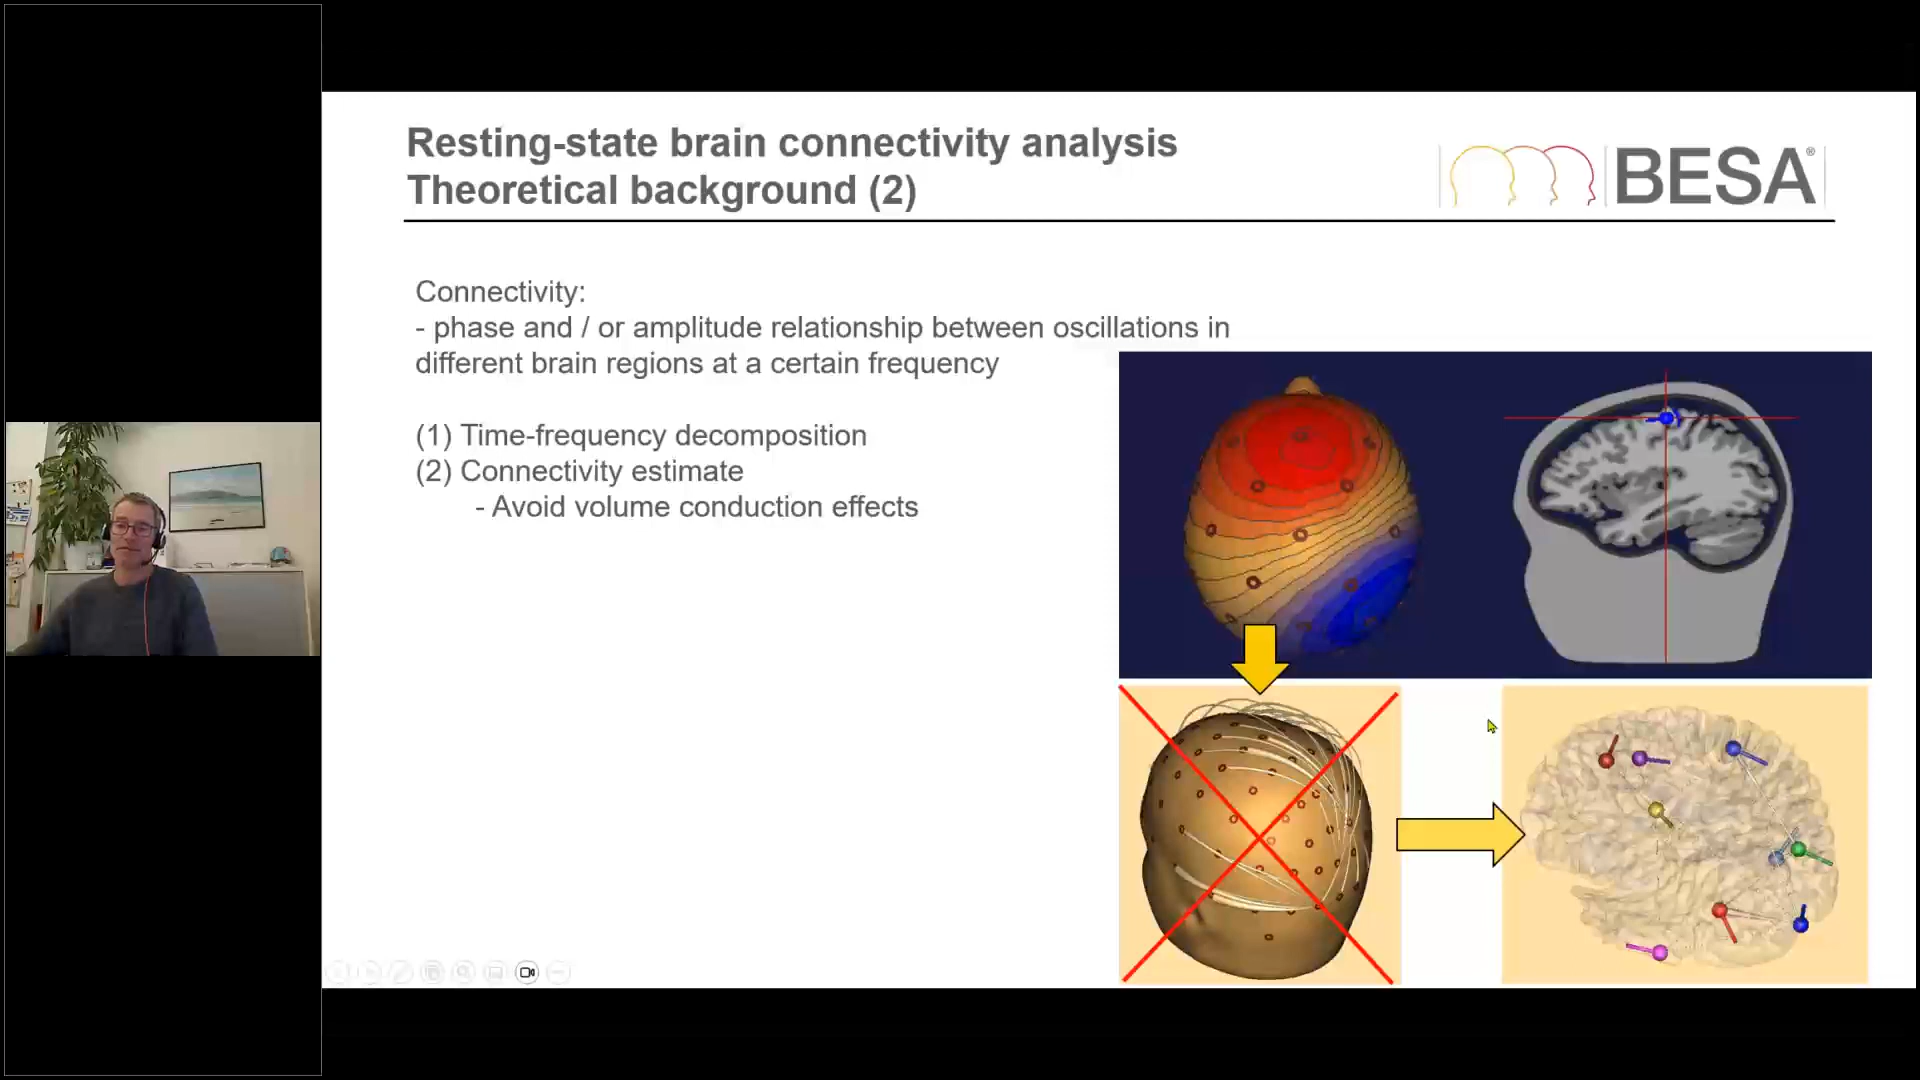 Resting-state brain connectivity analysis
Theoretical background (2)
BESA®
Connectivity:
- phase and / or amplitude relationship between oscillations in
different brain regions at a certain frequency
(1) Time-frequency decomposition
(2) Connectivity estimate
- Avoid volume conduction effects